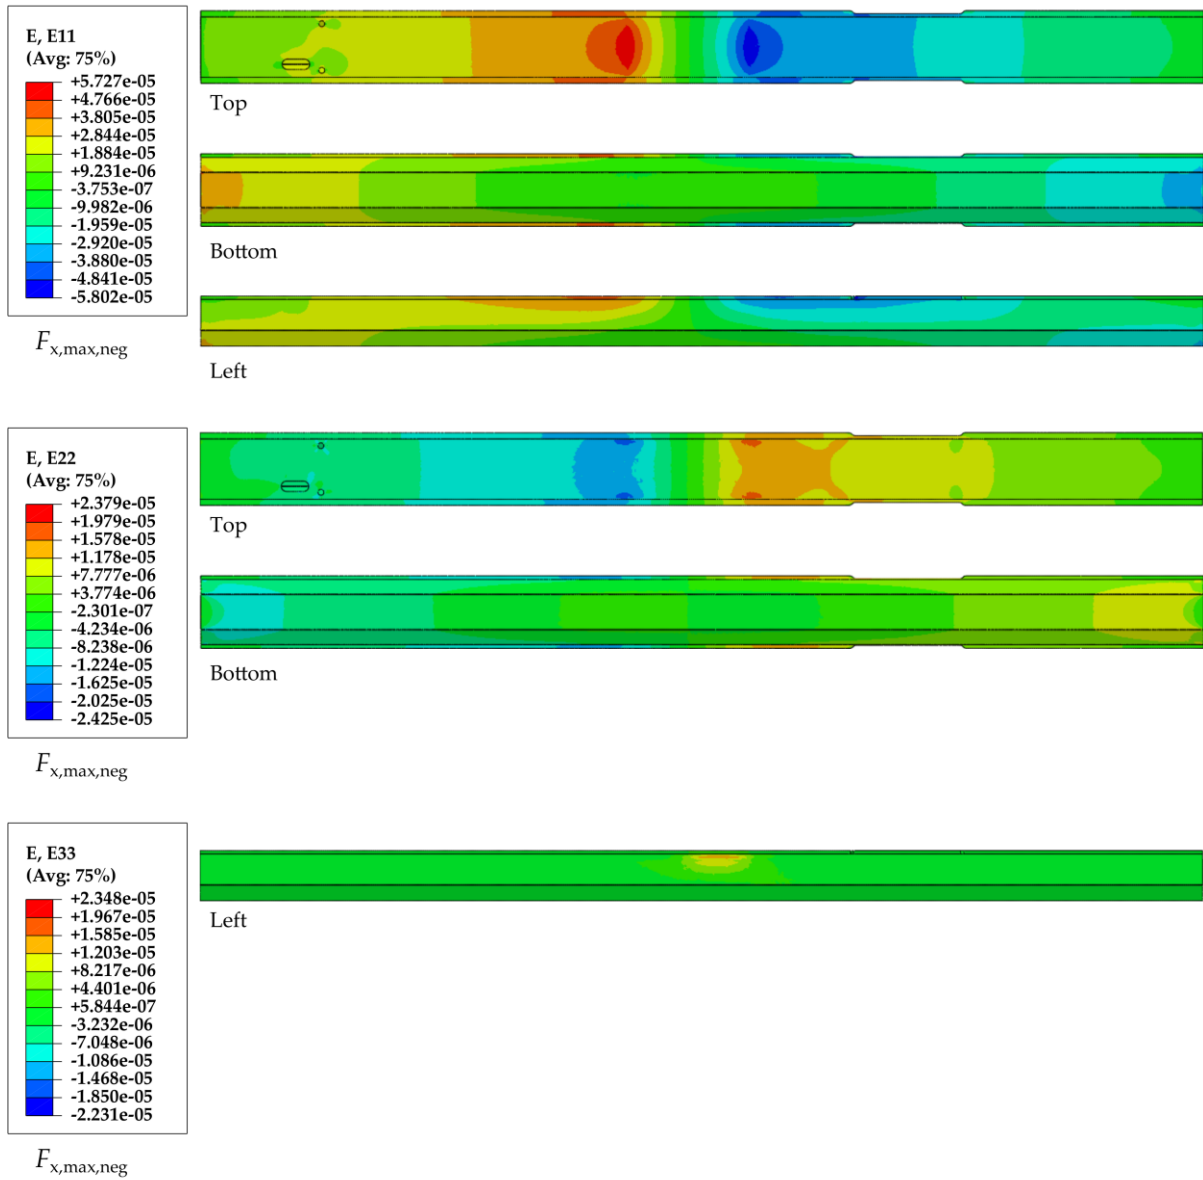 E, E11
(Avg: 75%)
+5.727e-05
+4.766e-05
+3.805e-05
+2.844e-05
+1.884e-05
+9.231e-06
-3.753e-07
-9.982e-06
-1.959e-05
-2.920e-05
-3.880e-05
-4.841e-05
-5.802e-05
Fx,max,neg
Top
Bottom
Left
E, E22
(Avg: 75%)
+2.379e-05
+1.979e-05
+1.578e-05
+1.178e-05
+7.777e-06
+3.774e-06
-2.301e-07
-4.234e-06
-8.238e-06
-1.224e-05
-1.625e-05
-2.025e-05
-2.425e-05
Fx,max,neg
Top
Bottom
E, E33
(Avg: 75%)
+2.348e-05
+1.967e-05
+1.585e-05
+1.203e-05
+8.217e-06
+4.401e-06
+5.844e-07
-3.232e-06
-7.048e-06
-1.086e-05
-1.468e-05
-1.850e-05
-2.231e-05
Fx,max,neg
Left